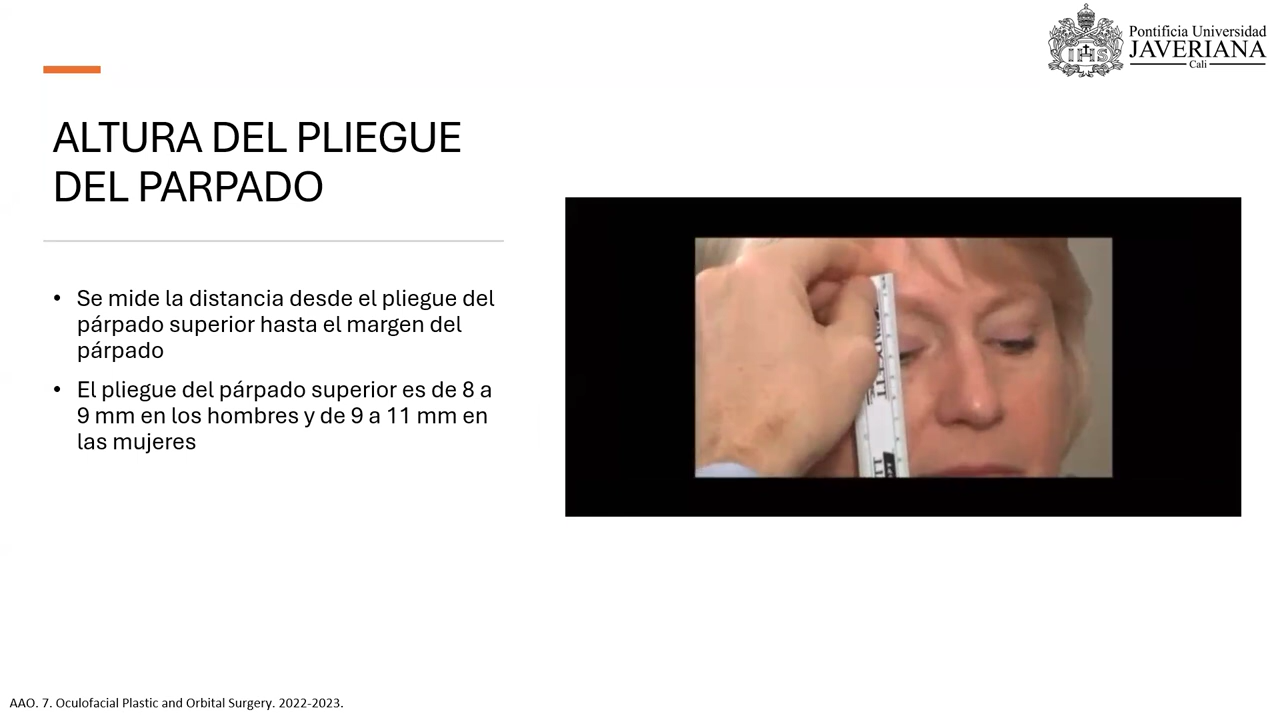 Pontificia Universidad
JAVERIANA
Cali
ALTURA DEL PLIEGUE
DEL PARPADO
• Se mide la distancia desde el pliegue del
párpado superior hasta el margen del
párpado
• El pliegue del párpado superior es de 8 a
9 mm en los hombres y de 9 a 11 mm en
las mujeres
AAO. 7. Oculofacial Plastic and Orbital Surgery. 2022-2023.